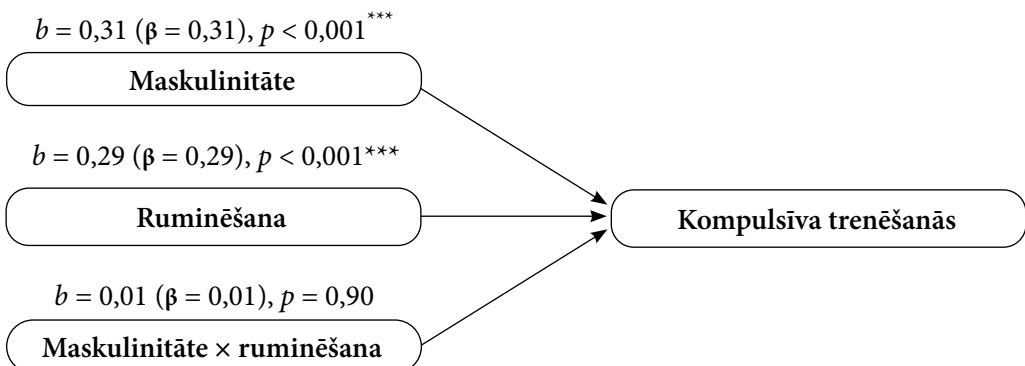 b = 0,31 (β = 0,31), p < 0,001***
Maskulinitāte
b = 0,29 (β = 0,29), p < 0,001***
Ruminēšana
Kompulsīva trenēšanās
b = 0,01 (β = 0,01), p = 0,90
Maskulinitāte × ruminēšana